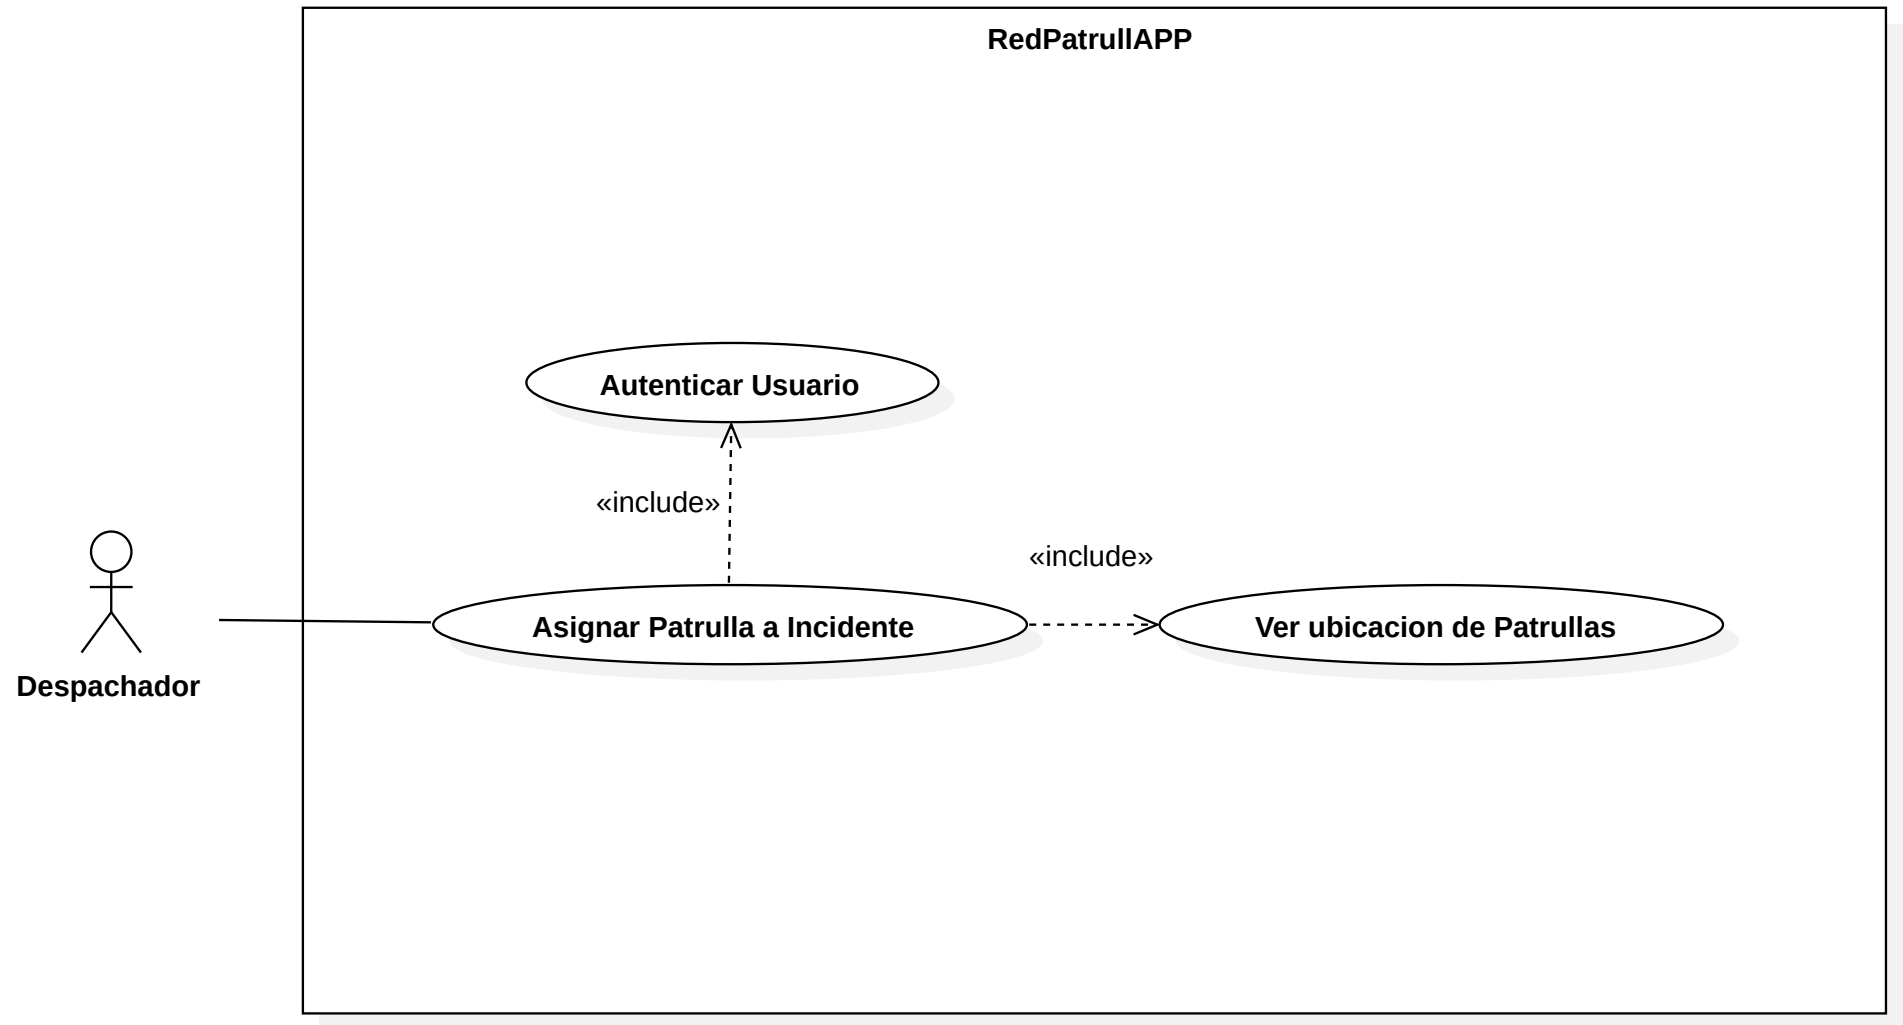 RedPatrullAPP
Autenticar Usuario
«include»
«include»
Asignar Patrulla a Incidente
Ver ubicacion de Patrullas
Despachador